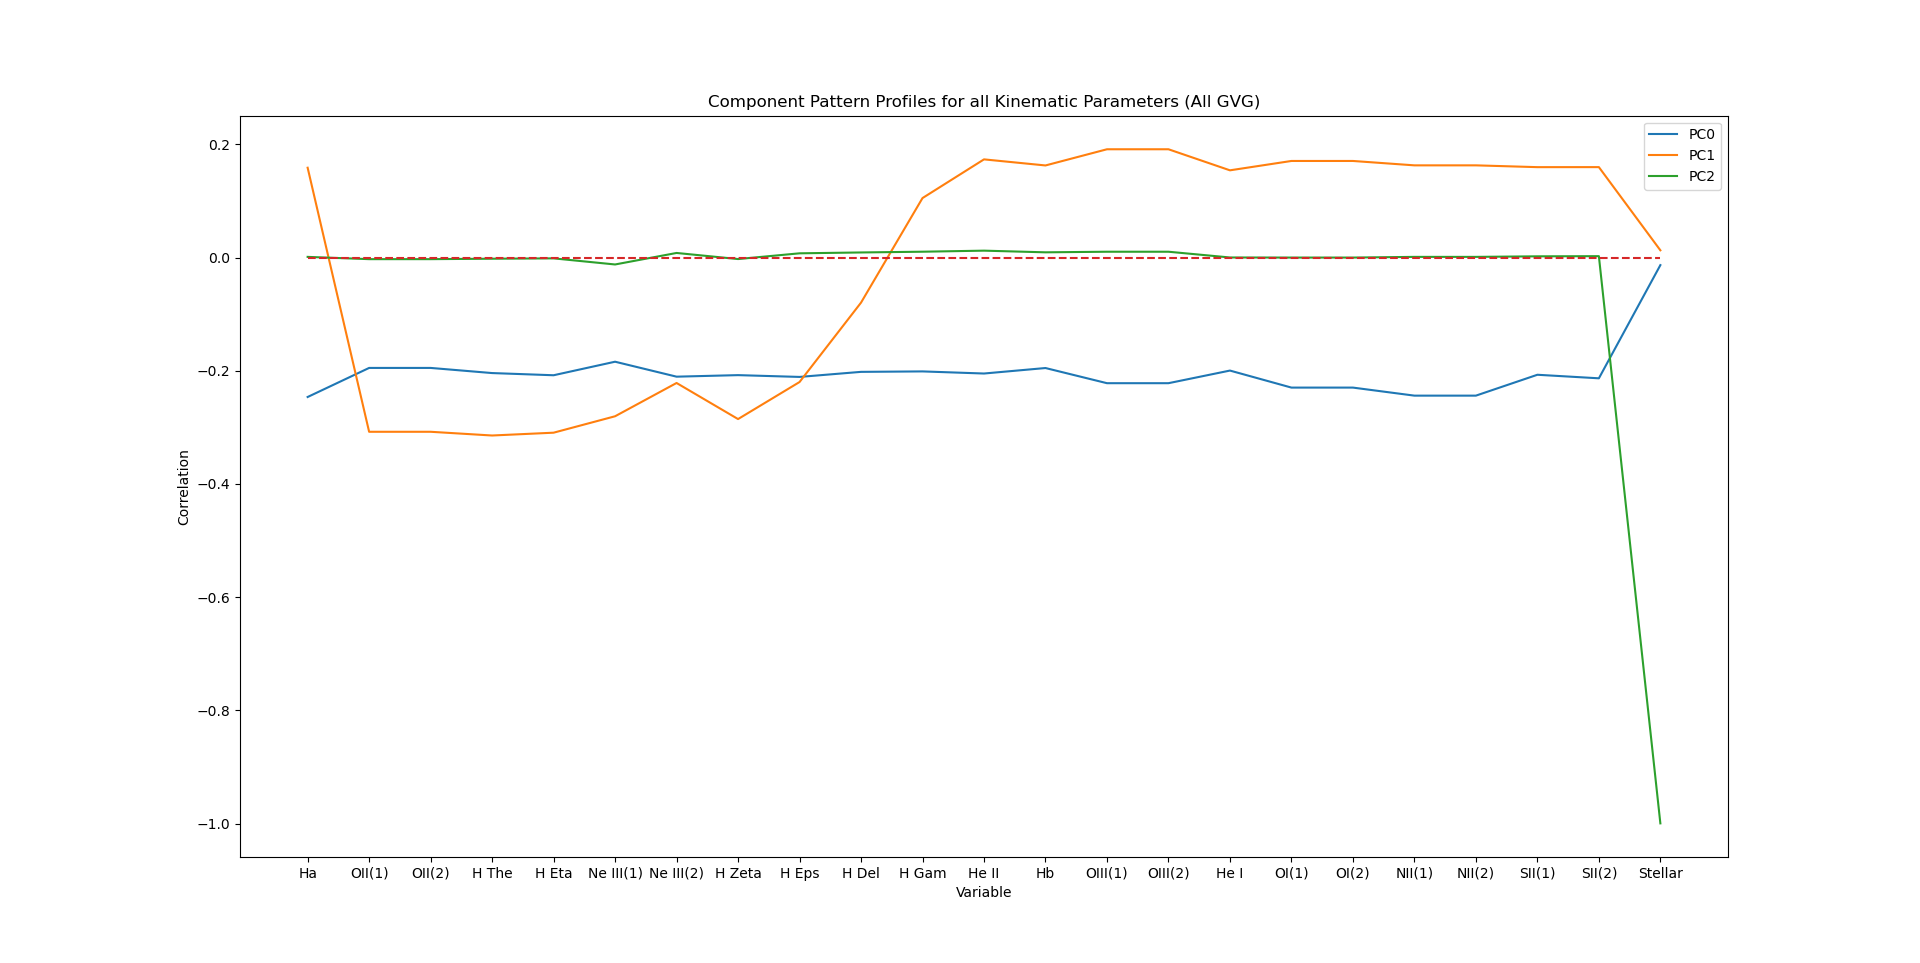 Component Pattern Profiles for all Kinematic Parameters (All GVG)
PC0
PC1
PC2
0.2
0.0
−0.2
−0.4
−0.6
−0.8
−1.0
Correlation
Ha OII(1) OII(2) H The H Eta Ne III(1) Ne III(2) H Zeta H Eps H Del H Gam He II Hb OIII(1) OIII(2) He I OI(1) OI(2) NII(1) NII(2) SII(1) SII(2) Stellar
Variable